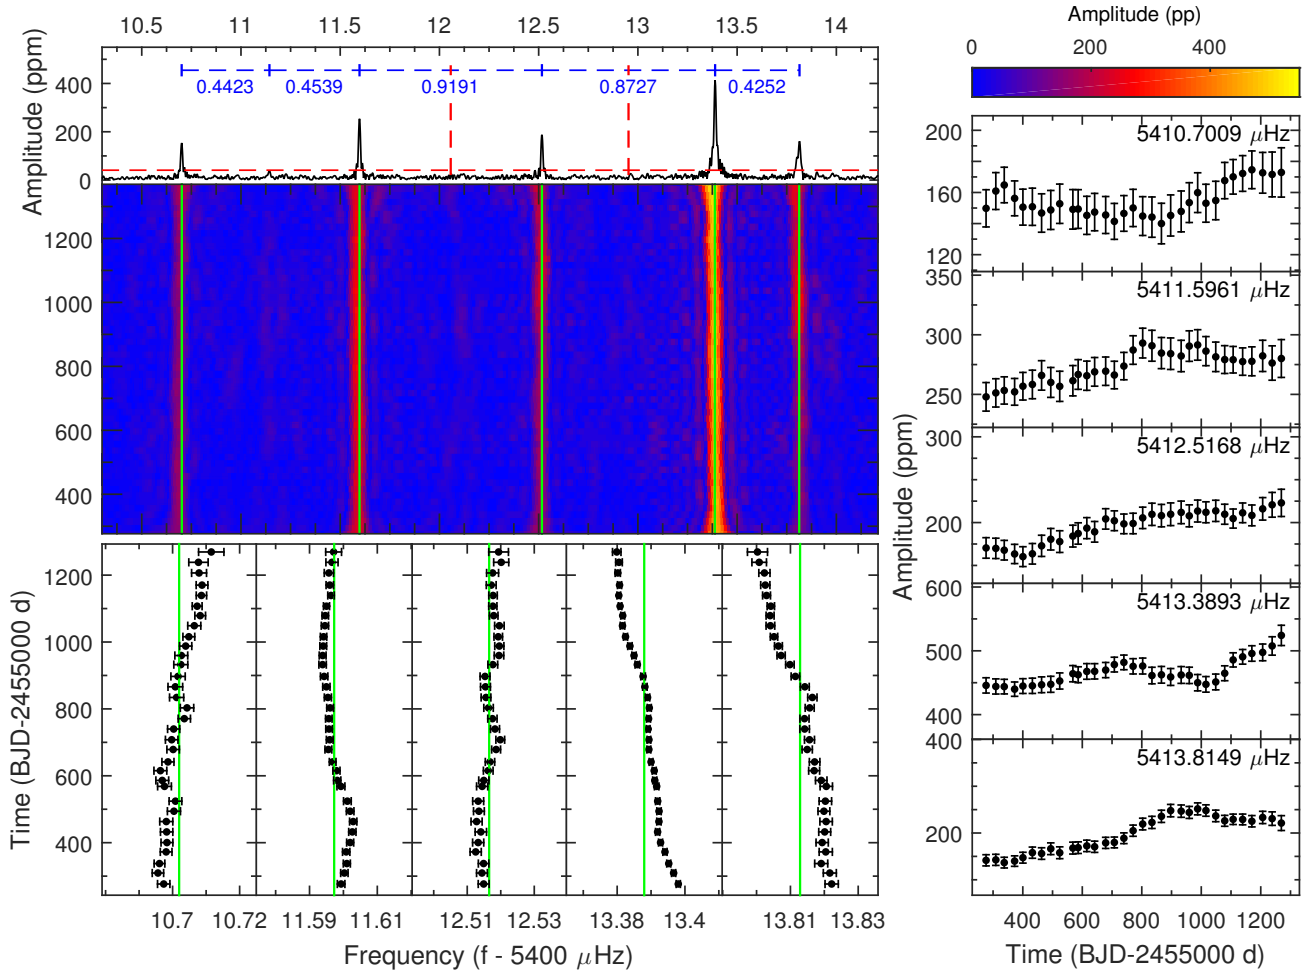 10.5 11 11.5 12 12.5 13 13.5 14
Amplitude (ppm)
400
200
0
0.4423 0.4539 0.9191 0.8727 0.4252
1200
1000
800
600
400
Time (BJD-2455000 d)
1200
1000
800
600
400
10.7 10.72 11.59 11.61 12.51 12.53 13.38 13.4 13.81 13.83
Frequency (f - 5400 μHz)
Amplitude (pp)
0 200 400
Amplitude (ppm)
5410.7009 μHz
200
160
120
5411.5961 μHz
350
300
250
5412.5168 μHz
300
200
5413.3893 μHz
600
500
400
5413.8149 μHz
400
200
400 600 800 1000 1200
Time (BJD-2455000 d)